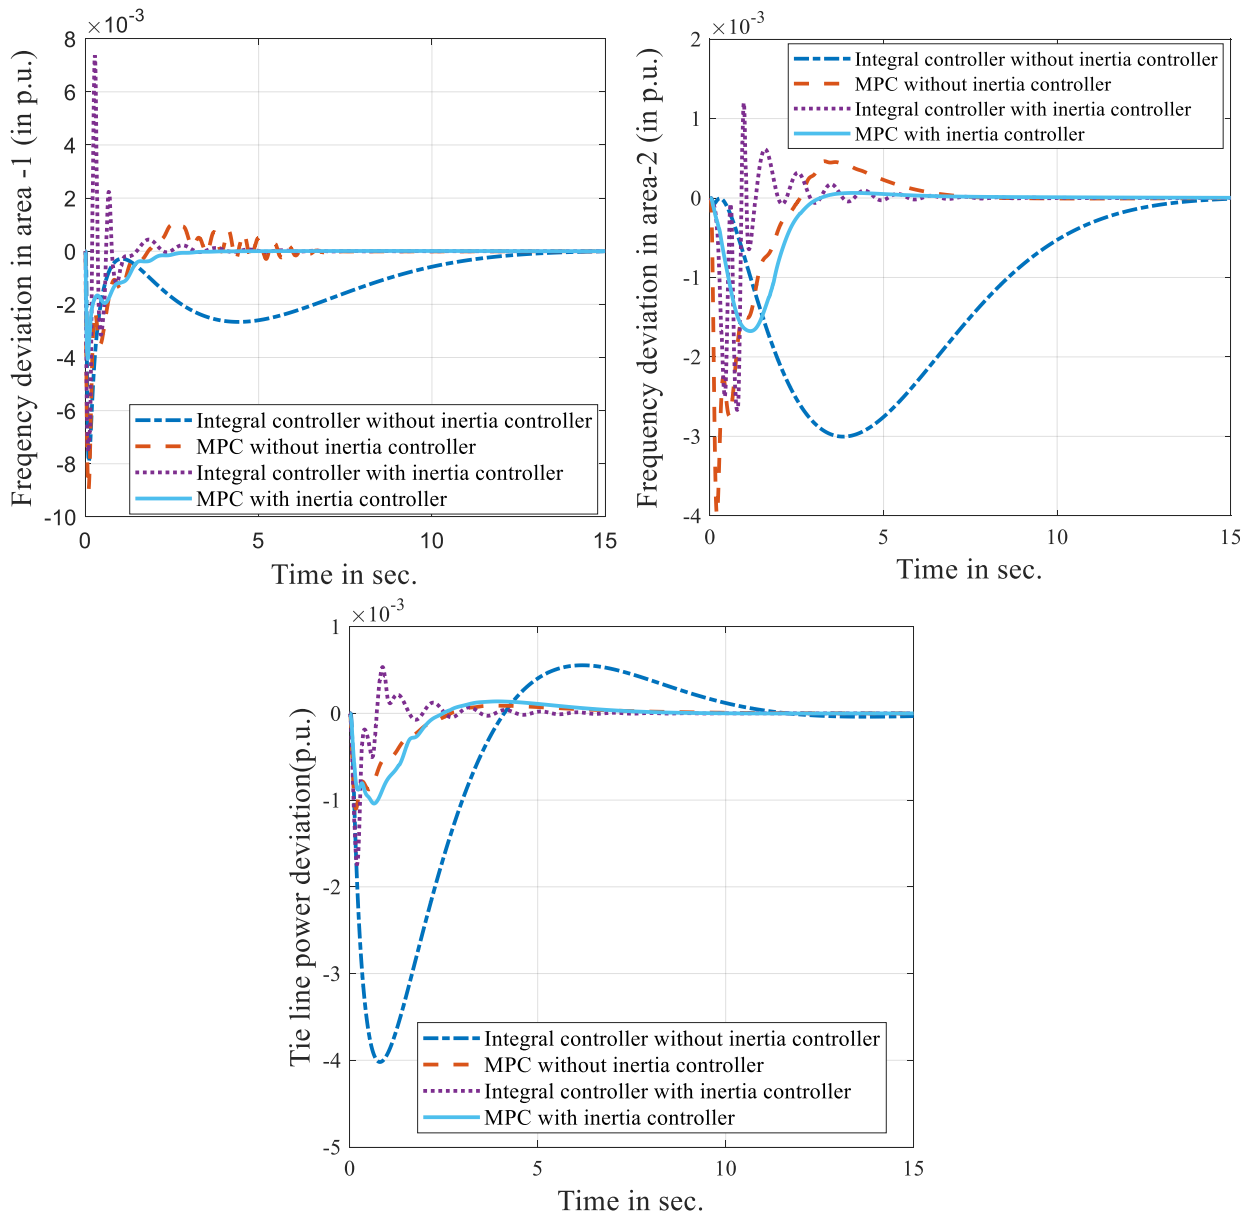 ×10-3
8
6
4
2
0
-2
-4
-6
-8
-10
Freqency deviation in area -1 (in p.u.)
Integral controller without inertia controller
MPC without inertia controller
Integral controller with inertia controller
MPC with inertia controller
0 5 10 15
Time in sec.
×10-3
2
1
0
-1
-2
-3
-4
Frequency deviation in area-2 (in p.u.)
Integral controller without inertia controller
MPC without inertia controller
Integral controller with inertia controller
MPC with inertia controller
0 5 10 15
Time in sec.
×10-3
1
0
-1
-2
-3
-4
-5
Tie line power deviation(p.u.)
Integral controller without inertia controller
MPC without inertia controller
Integral controller with inertia controller
MPC with inertia controller
0 5 10 15
Time in sec.